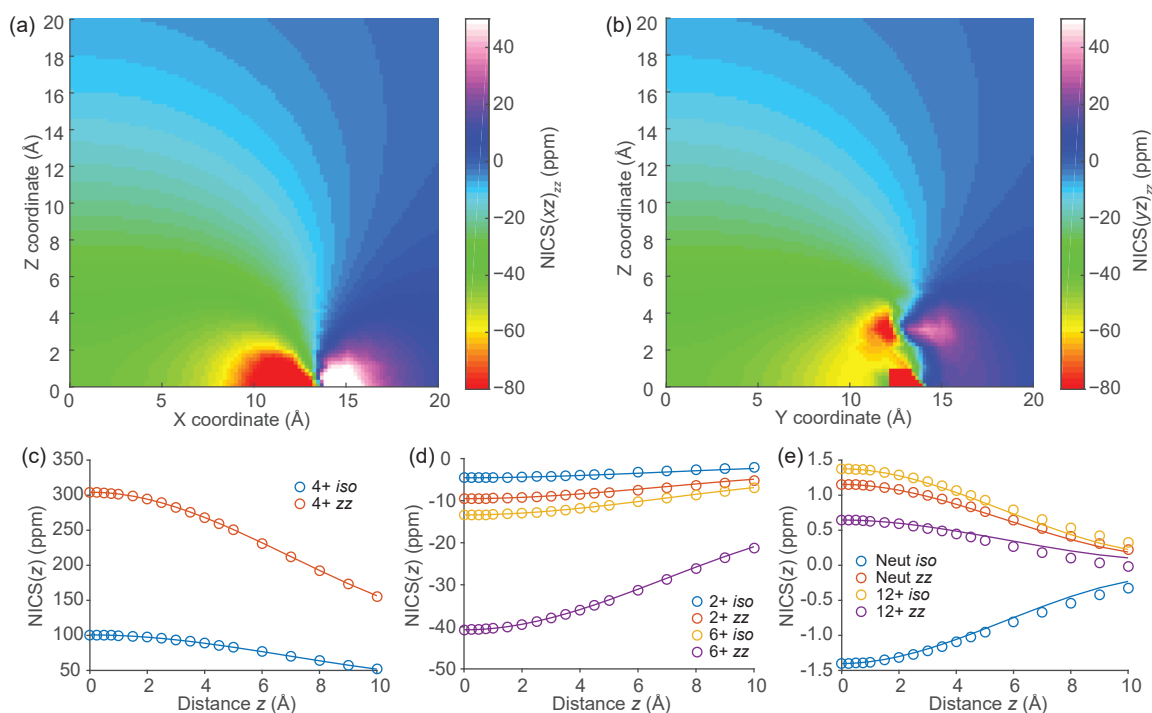 (a)
20
18
16
14
12
10
8
6
4
2
0
Z coordinate (Å)
0 5 10 15 20
X coordinate (Å)
40
20
0
−20
−40
−60
−80
NICS(xz)zz (ppm)
(b)
20
18
16
14
12
10
8
6
4
2
0
Z coordinate (Å)
0 5 10 15 20
Y coordinate (Å)
40
20
0
−20
−40
−60
−80
NICS(yz)zz (ppm)
(c)
350
300
250
200
150
100
50
NICS(z) (ppm)
4+ iso
4+ zz
0 2 4 6 8 10
Distance z (Å)
(d)
0
-10
-20
-30
-40
-50
NICS(z) (ppm)
2+ iso
2+ zz
6+ iso
6+ zz
0 2 4 6 8 10
Distance z (Å)
(e)
1.5
1.0
0.5
0
-0.5
-1.0
-1.5
NICS(z) (ppm)
Neut iso
Neut zz
12+ iso
12+ zz
0 2 4 6 8 10
Distance z (Å)